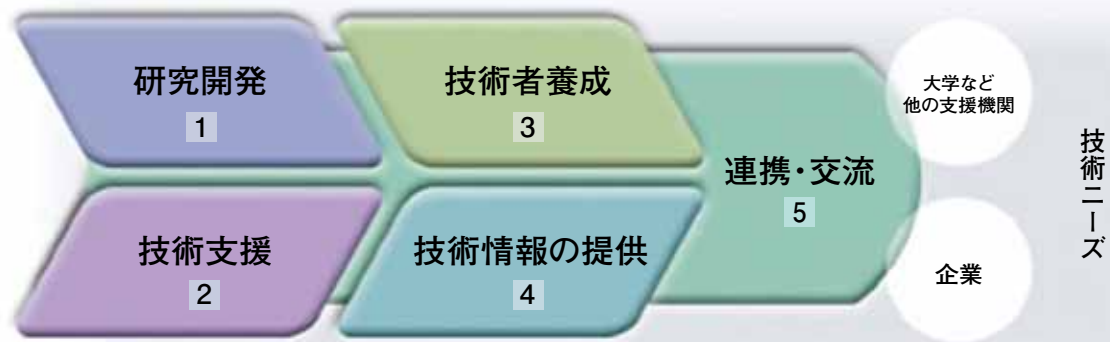 研究開発
1
技術支援
2
技術者養成
3
技術情報の提供
4
連携・交流
5
大学など
他の支援機関
企業
技術ニーズ